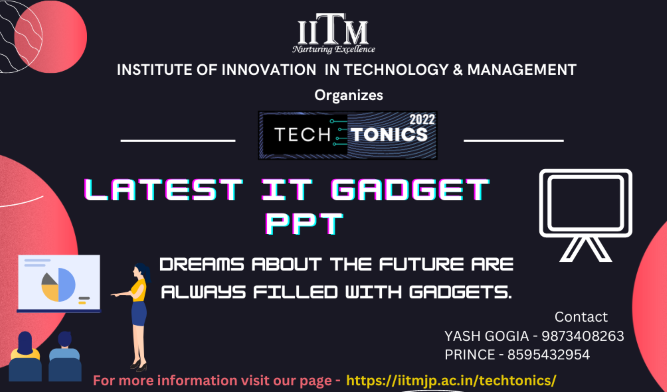 IITM
Nurturing Excellence
INSTITUTE OF INNOVATION IN TECHNOLOGY & MANAGEMENT
Organizes
2022
TECH TONICS
LATEST IT GADGET
PPT
DREAMS ABOUT THE FUTURE ARE
ALWAYS FILLED WITH GADGETS.
Contact
YASH GOGIA - 9873408263
PRINCE - 8595432954
For more information visit our page - https://iitmjp.ac.in/techtonics/